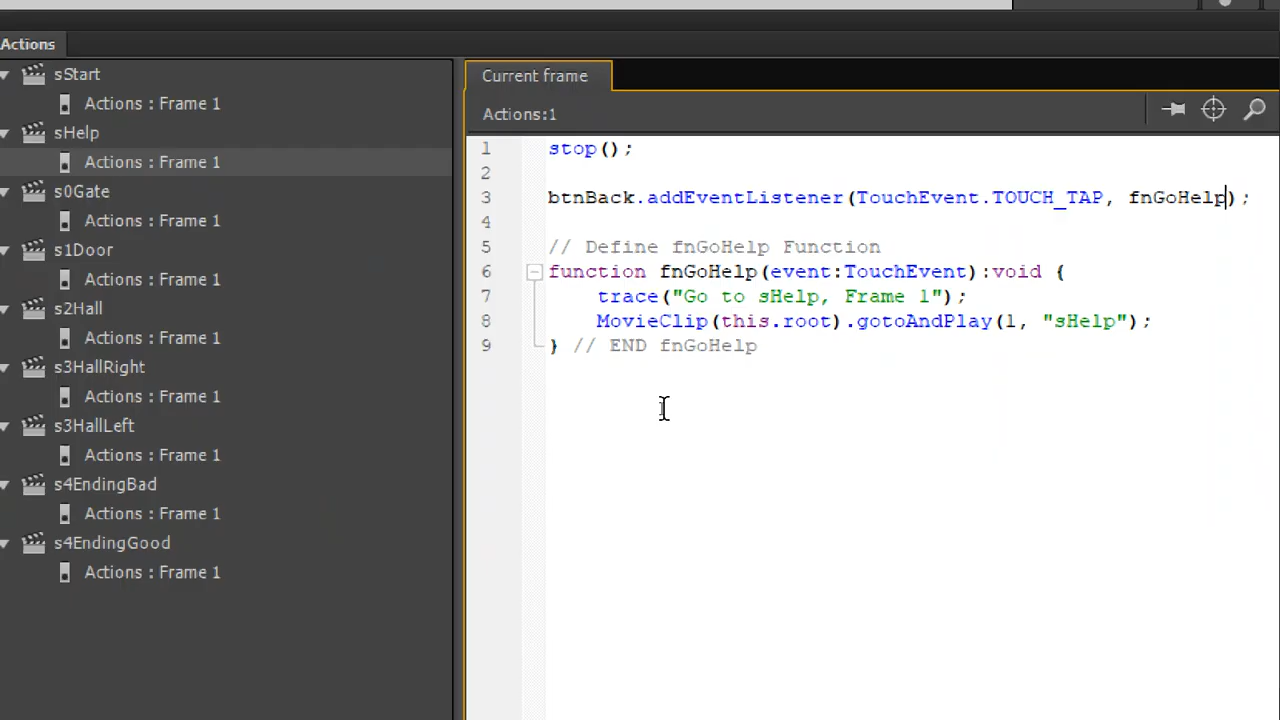 Actions
sStart
Actions : Frame 1
sHelp
Actions : Frame 1
s0Gate
Actions : Frame 1
s1Door
Actions : Frame 1
s2Hall
Actions : Frame 1
s3HallRight
Actions : Frame 1
s3HallLeft
Actions : Frame 1
s4EndingBad
Actions : Frame 1
s4EndingGood
Actions : Frame 1
Current frame
Actions:1
1 stop();
2
3 btnBack.addEventListener(TouchEvent.TOUCH_TAP, fnGoHelp);
4
5 // Define fnGoHelp Function
6 function fnGoHelp(event:TouchEvent):void {
7 trace("Go to sHelp, Frame 1");
8 MovieClip(this.root).gotoAndPlay(1, "sHelp");
9 } // END fnGoHelp